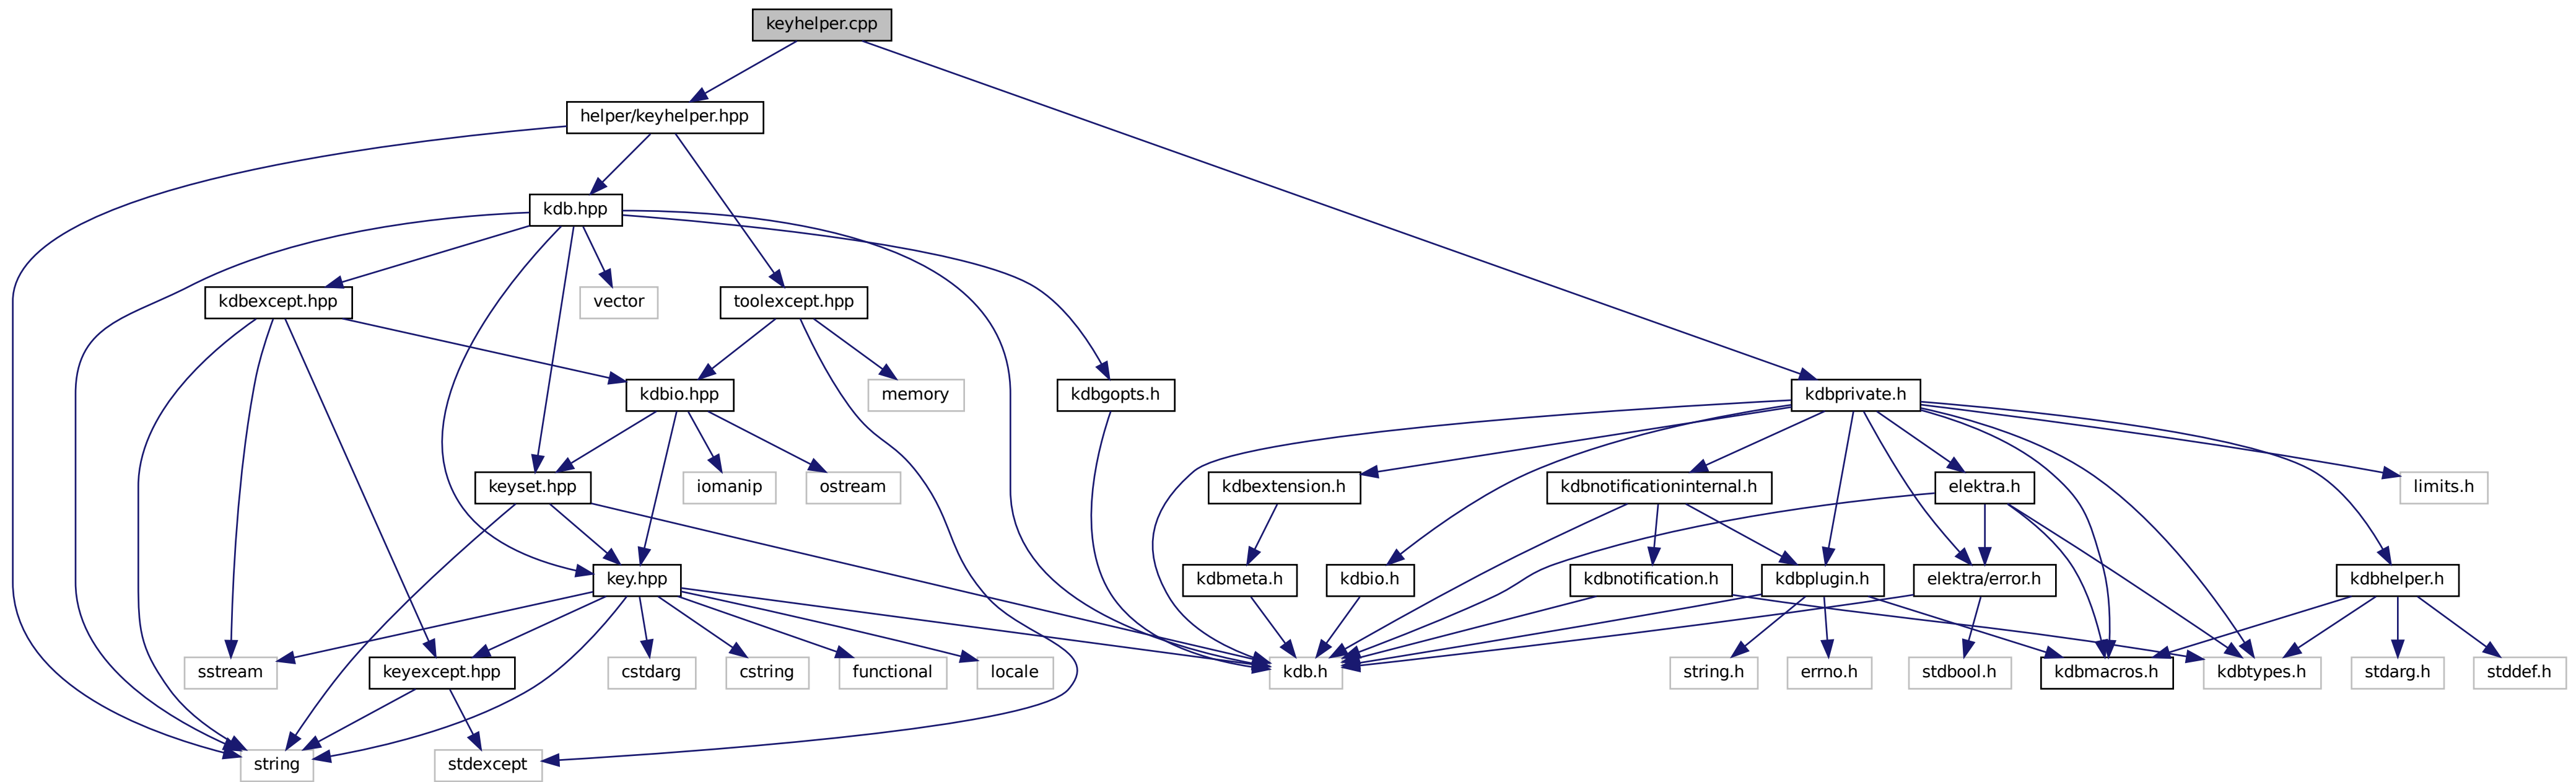 keyhelper.cpp
helper/keyhelper.hpp
kdb.hpp
kdbexcept.hpp
vector
toolexcept.hpp
kdbio.hpp
memory
kdbgopts.h
kdbprivate.h
keyset.hpp
iomanip
ostream
kdbextension.h
kdbnotificationinternal.h
elektra.h
limits.h
key.hpp
kdbmeta.h
kdbio.h
kdbnotification.h
kdbplugin.h
elektra/error.h
kdbhelper.h
sstream
keyexcept.hpp
cstdarg
cstring
functional
locale
kdb.h
string.h
errno.h
stdbool.h
kdbmacros.h
kdbtypes.h
stdarg.h
stddef.h
string
stdexcept